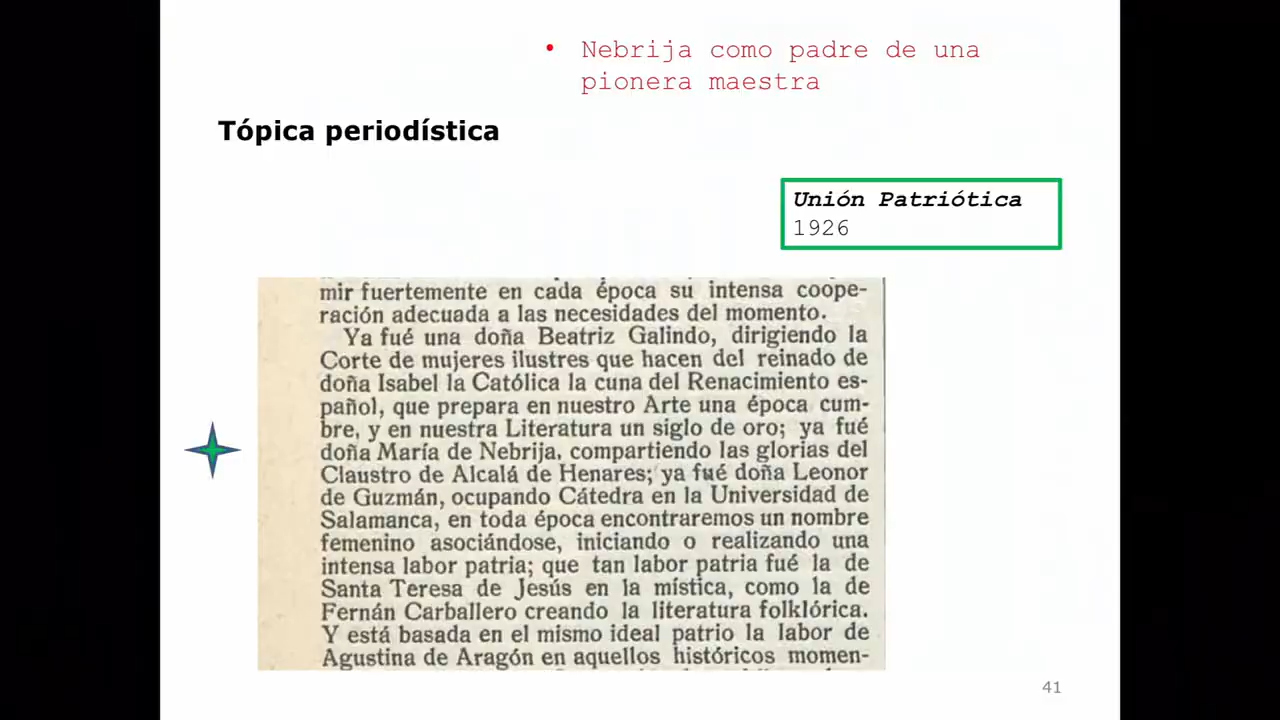 • Nebrija como padre de una
pionera maestra
Tópica periodística
Unión Patriótica
1926
mir fuertemente en cada época su intensa coope-
ración adecuada a las necesidades del momento.
Ya fué una doña Beatriz Galindo, dirigiendo la
Corte de mujeres ilustres que hacen del reinado de
doña Isabel la Católica la cuna del Renacimiento es-
pañol, que prepara en nuestro Arte una época cum-
bre, y en nuestra Literatura un siglo de oro; ya fué
doña María de Nebrija, compartiendo las glorias del
Claustro de Alcalá de Henares; ya fué doña Leonor
de Guzmán, ocupando Cátedra en la Universidad de
Salamanca, en toda época encontraremos un nombre
femenino asociándose, iniciando o realizando una
intensa labor patria; que tan labor patria fué la de
Santa Teresa de Jesús en la mística, como la de
Fernán Carballero creando la literatura folklórica.
Y está basada en el mismo ideal patrio la labor de
Agustina de Aragón en aquellos históricos momen-
41